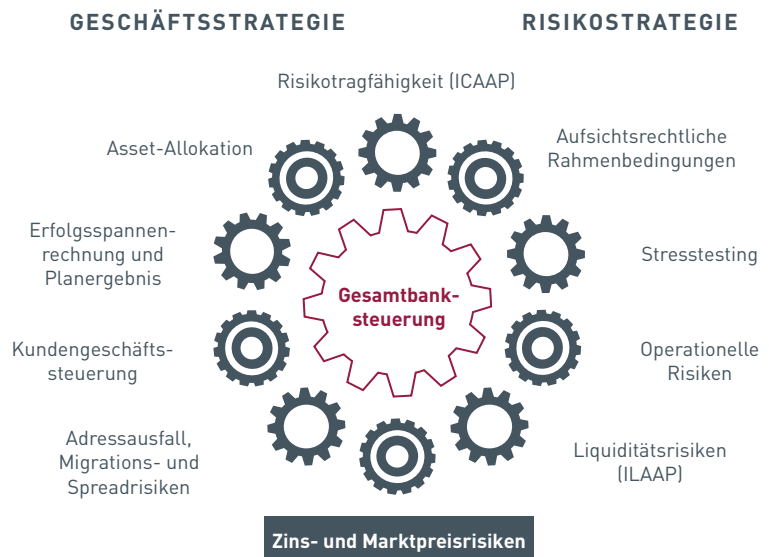 GESCHÄFTSSTRATEGIE
RISIKOSTRATEGIE
Risikotragfähigkeit (ICAAP)
Asset-Allokation
Aufsichtsrechtliche
Rahmenbedingungen
Erfolgsspannen-
rechnung und
Planergebnis
Stresstesting
Gesamtbank-
steuerung
Kundengeschäfts-
steuerung
Operationelle
Risiken
Adressausfall,
Migrations- und
Spreadrisiken
Liquiditätsrisiken
(ILAAP)
Zins- und Marktpreisrisiken